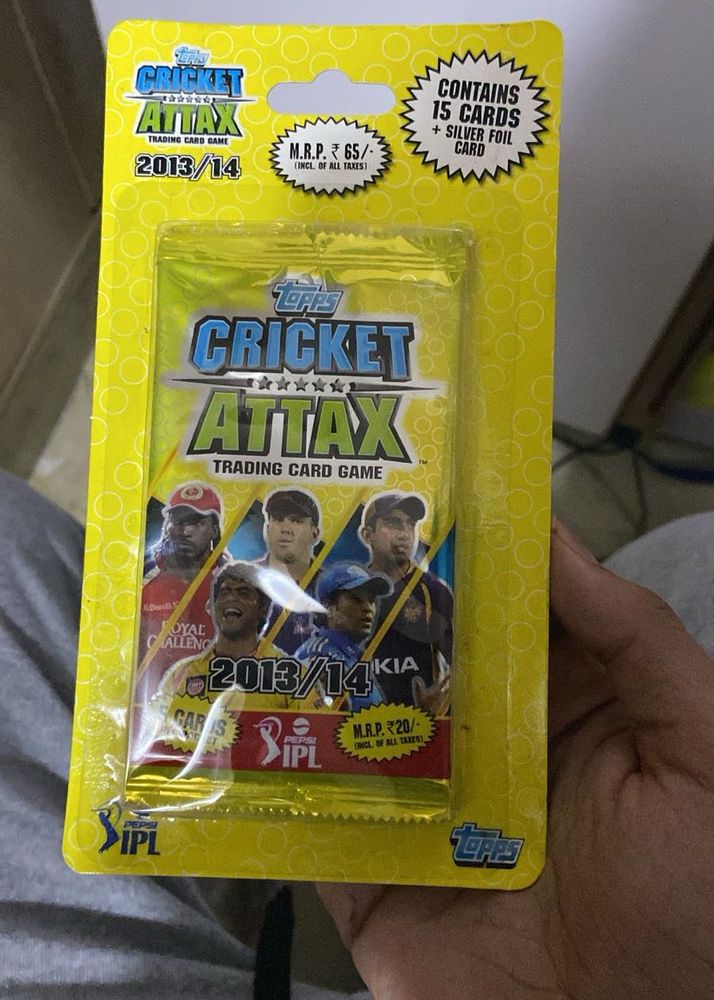 Topps
CRICKET
ATTAX
TRADING CARD GAME
2013/14
M.R.P. ₹ 65/-
(INCL. OF ALL TAXES)
CONTAINS
15 CARDS
+ SILVER FOIL
CARD
Topps
CRICKET
ATTAX
TRADING CARD GAME
TM
ROYAL
CHALLENG
KIA
2013/14
CARDS
PEPSI
IPL
M.R.P. ₹20/-
(INCL. OF ALL TAXES)
PEPSI
IPL
Topps